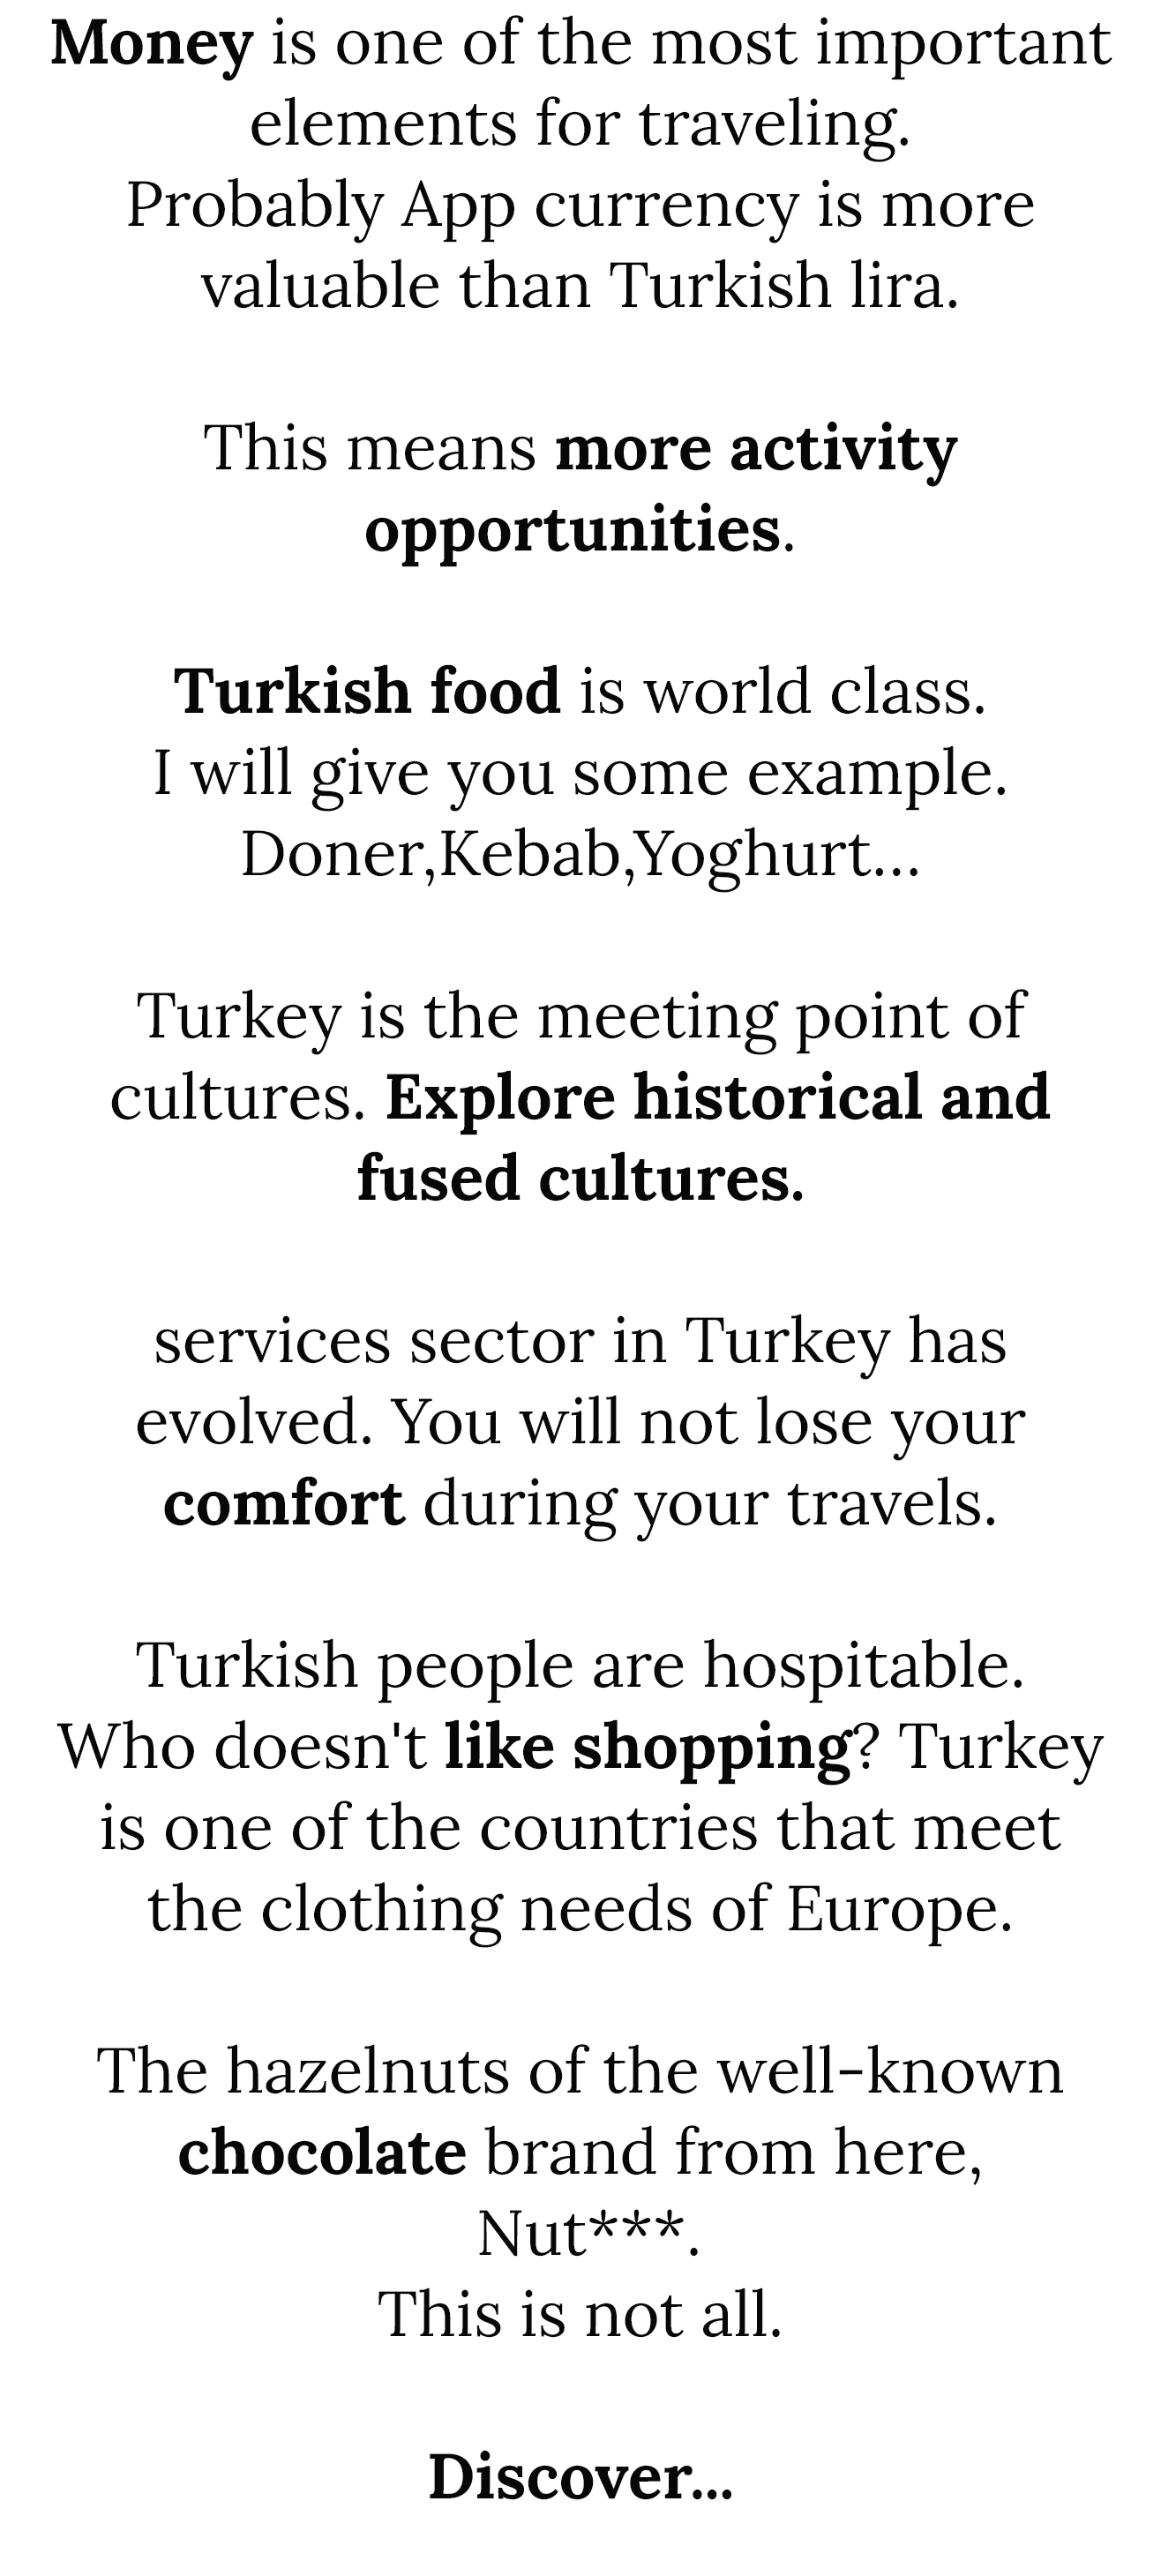 Money is one of the most important
elements for traveling.
Probably App currency is more
valuable than Turkish lira.
This means more activity
opportunities.
Turkish food is world class.
I will give you some example.
Doner,Kebab,Yoghurt...
Turkey is the meeting point of
cultures. Explore historical and
fused cultures.
services sector in Turkey has
evolved. You will not lose your
comfort during your travels.
Turkish people are hospitable.
Who doesn't like shopping? Turkey
is one of the countries that meet
the clothing needs of Europe.
The hazelnuts of the well-known
chocolate brand from here,
Nut***.
This is not all.
Discover...